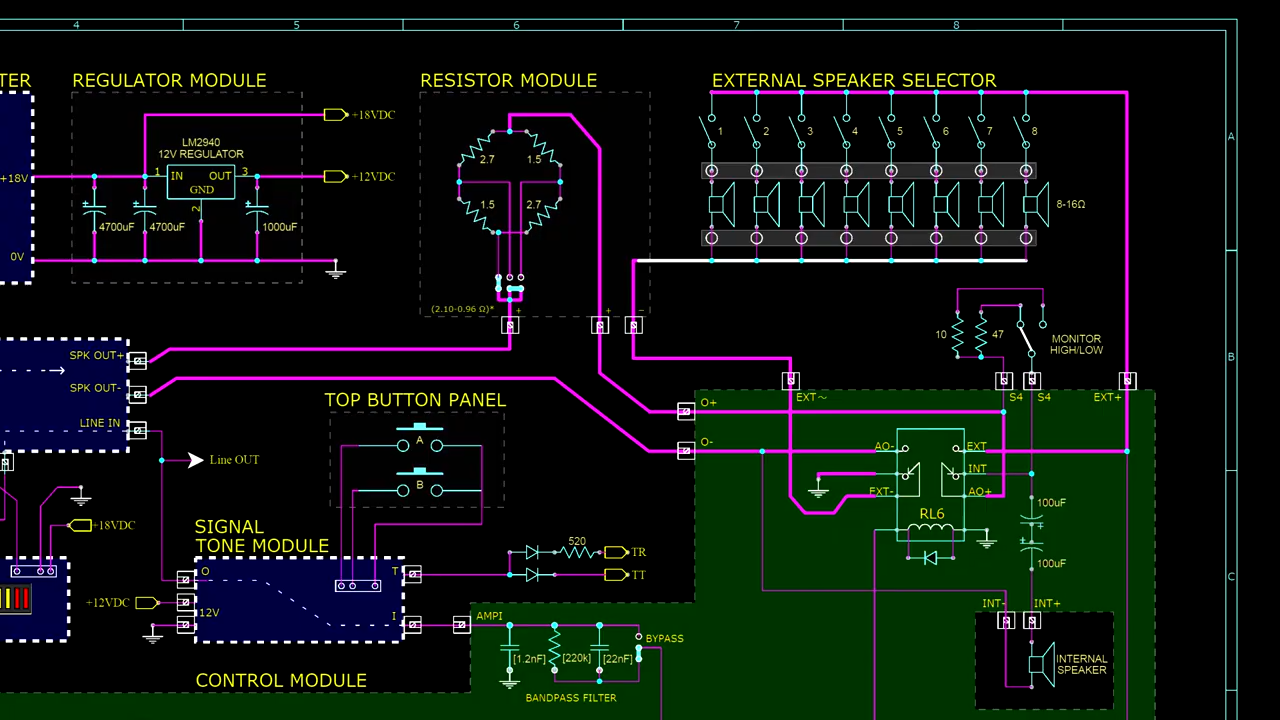 4 5 6 7 8
TER
REGULATOR MODULE
RESISTOR MODULE
EXTERNAL SPEAKER SELECTOR
+18VDC
1 2 3 4 5 6 7 8
A
LM2940
12V REGULATOR
2.7 1.5
1 IN OUT 3
+18V
+12VDC
GND
2
1.5 2.7
8-16Ω
4700uF 4700uF 1000uF
0V
(2.10-0.96 Ω)*
+ + −
10 47
MONITOR
HIGH/LOW
B
SPK OUT+
SPK OUT-
LINE IN
TOP BUTTON PANEL
EXT~ S4 S4 EXT+
O+
O-
A
AO- EXT
INT
Line OUT
B
EXT- AO+
100uF
RL6
+18VDC
SIGNAL
TONE MODULE
520
TR
100uF
O T
TT
C
+12VDC
12V
INT- INT+
I
AMPI
BYPASS
[1.2nF] [220k] [22nF]
INTERNAL
SPEAKER
CONTROL MODULE
BANDPASS FILTER